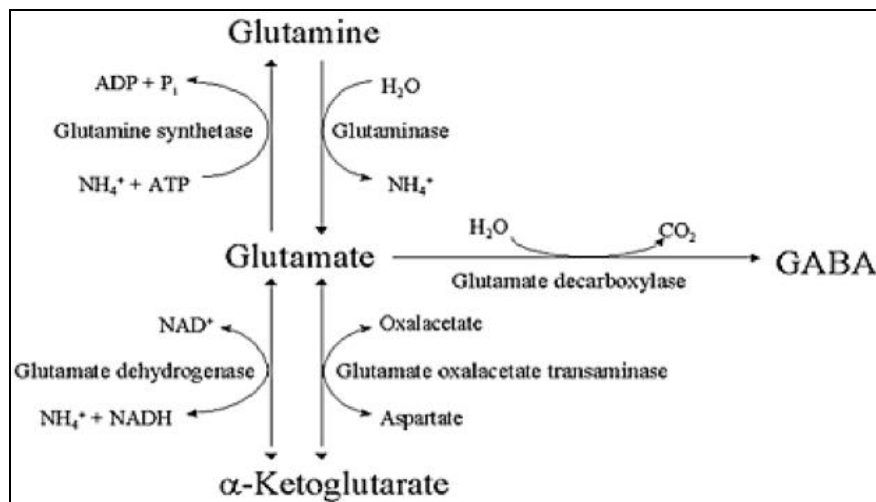 Glutamine
ADP + Pi
H₂O
Glutamine synthetase
Glutaminase
NH₄⁺ + ATP
NH₄⁺
H₂O
CO₂
Glutamate
GABA
Glutamate decarboxylase
NAD⁺
Oxalacetate
Glutamate dehydrogenase
Glutamate oxalacetate transaminase
NH₄⁺ + NADH
Aspartate
α-Ketoglutarate